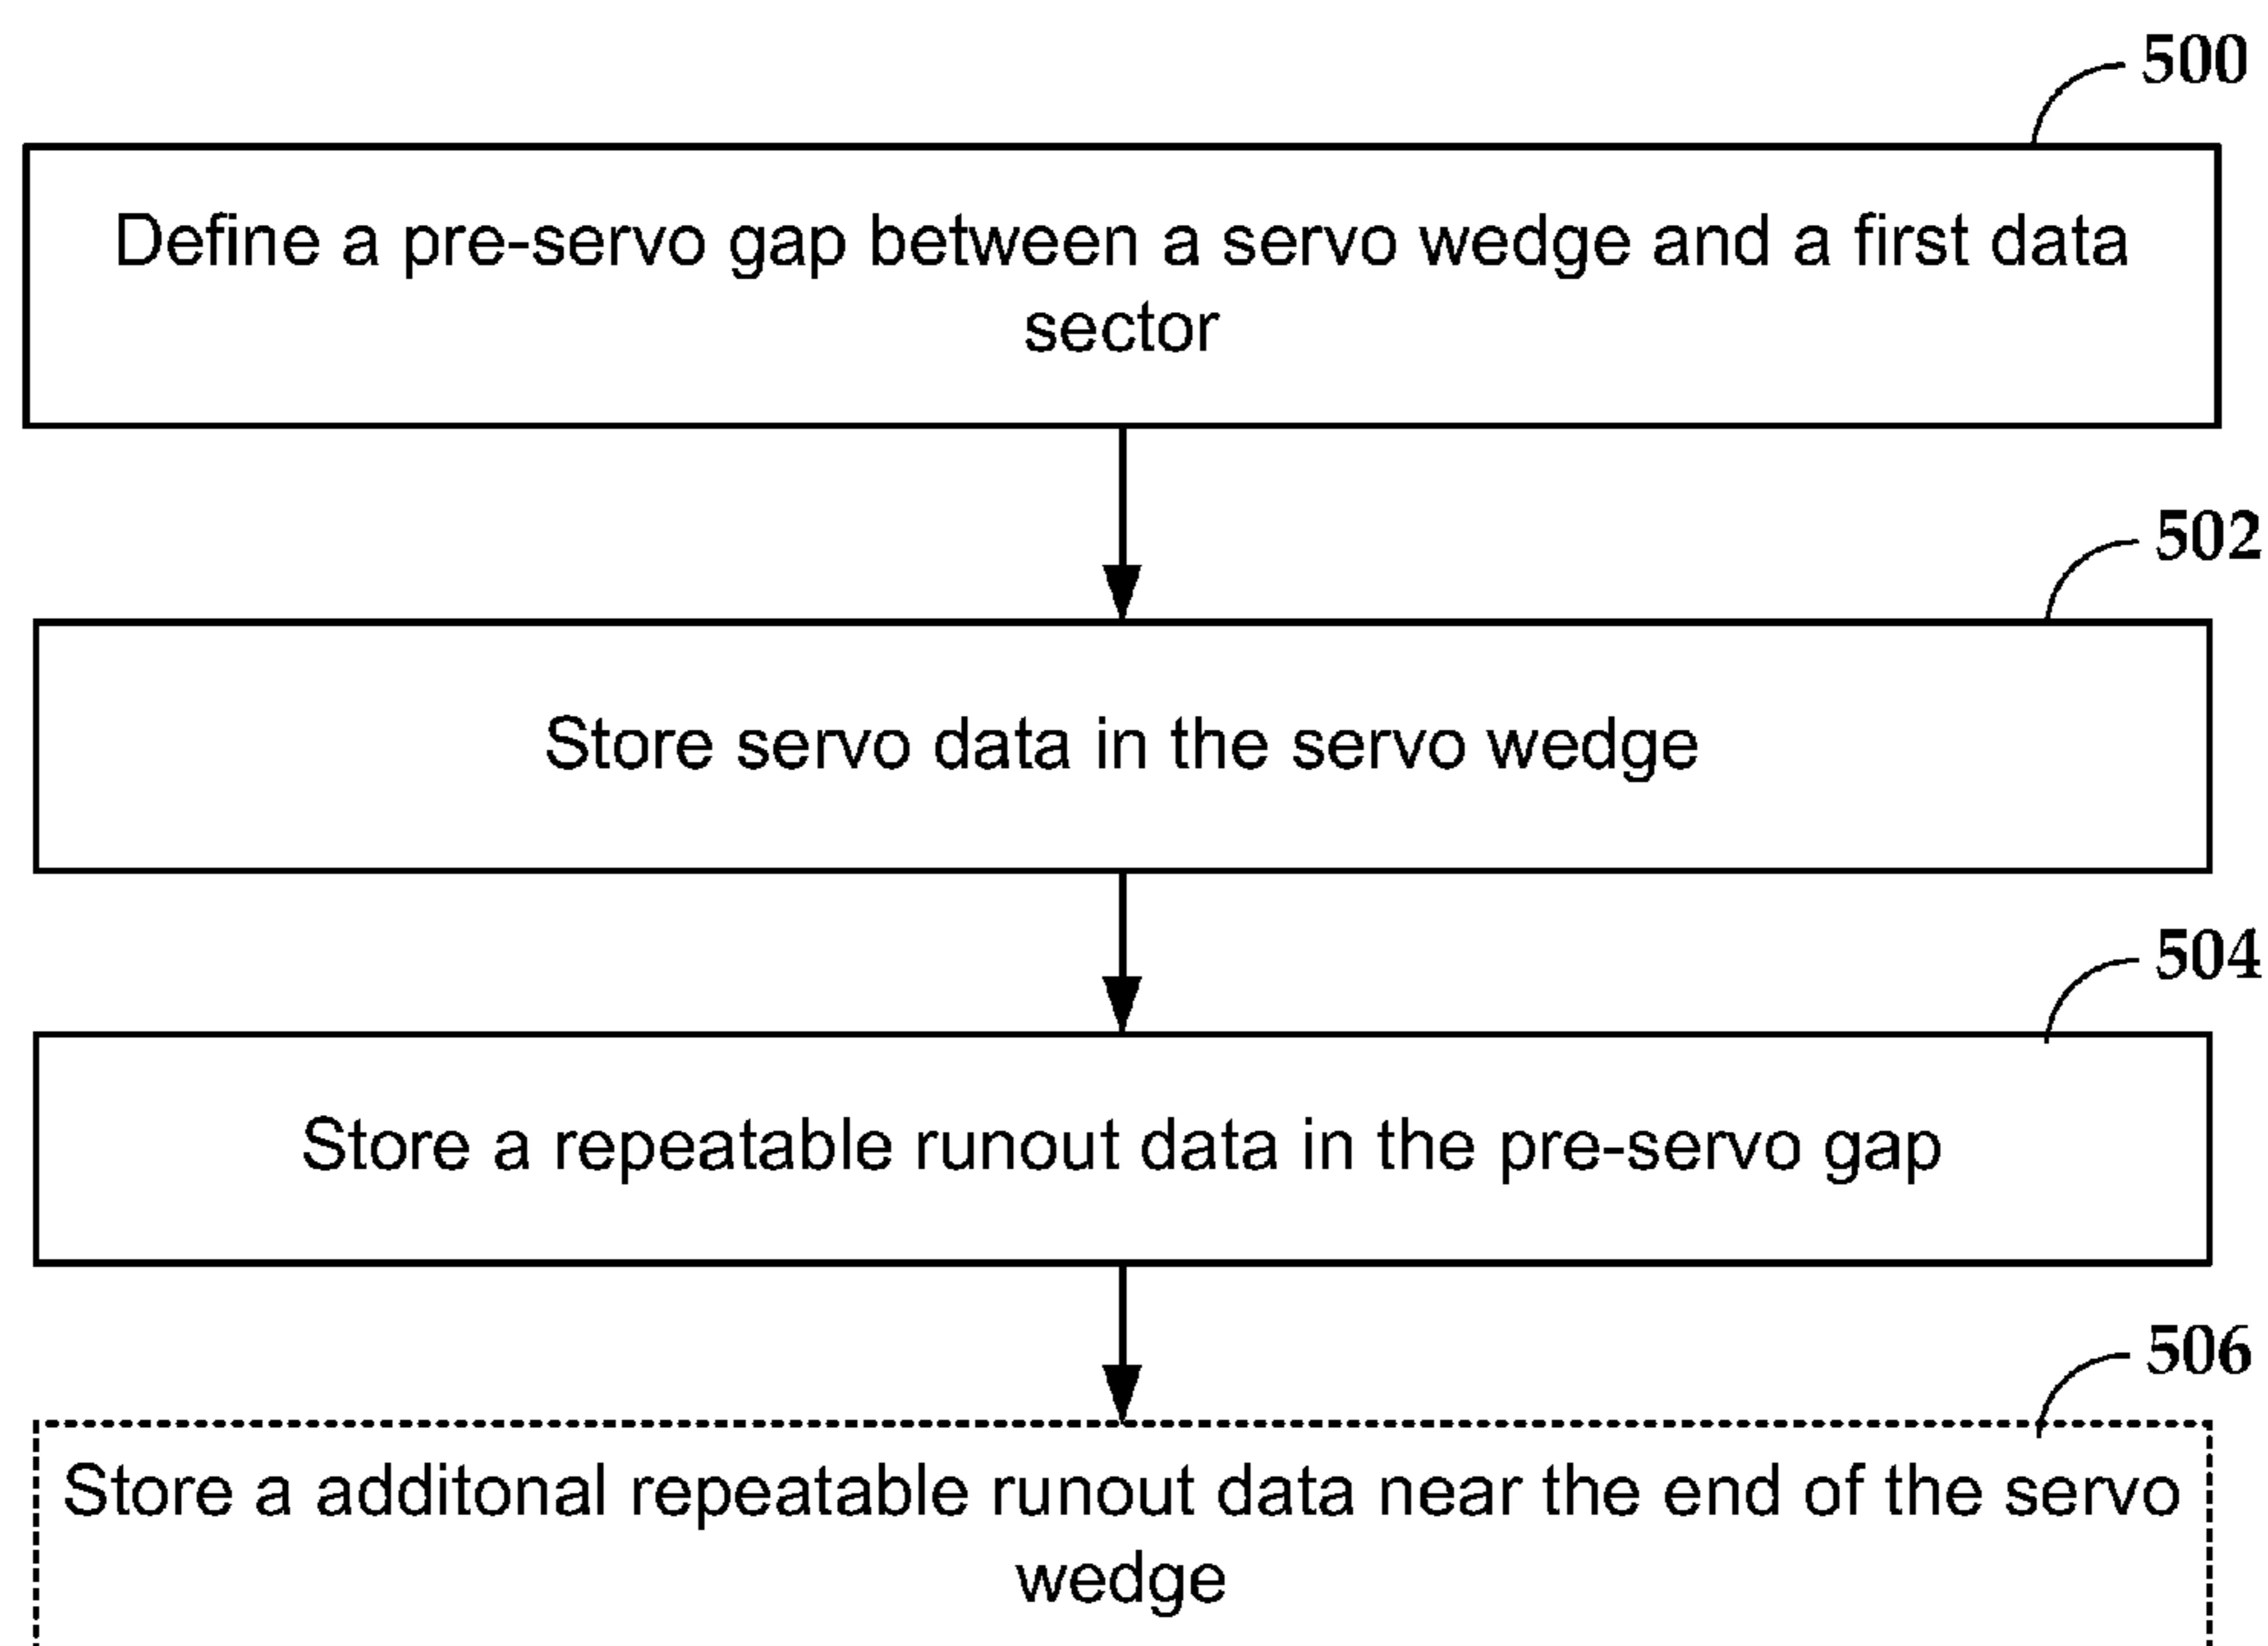 500
Define a pre-servo gap between a servo wedge and a first data
sector
502
Store servo data in the servo wedge
504
Store a repeatable runout data in the pre-servo gap
506
Store a additonal repeatable runout data near the end of the servo
wedge